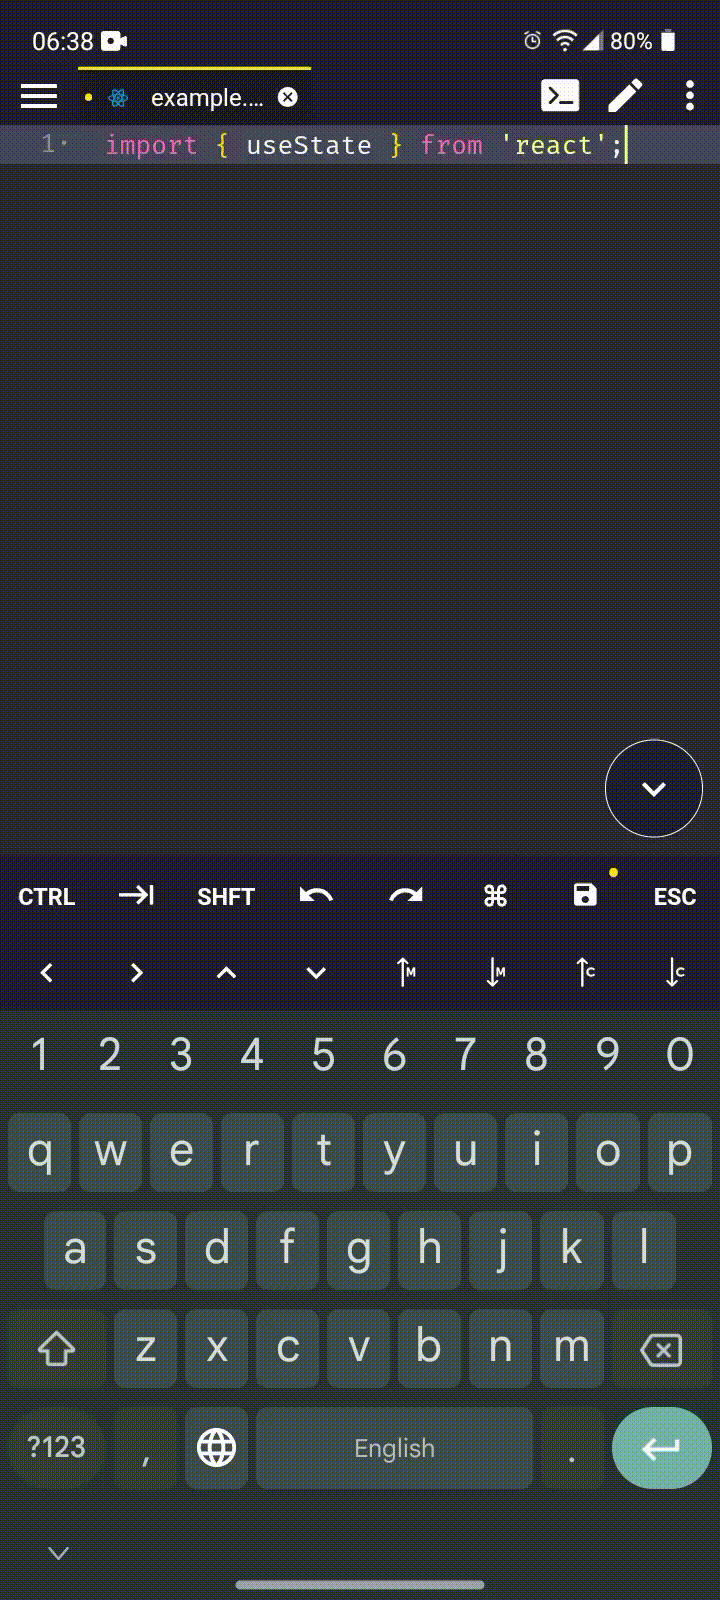 06:38 80%
example.…
1 import { useState } from 'react';
CTRL SHFT ESC
M M C C
1 2 3 4 5 6 7 8 9 0
q w e r t y u i o p
a s d f g h j k l
z x c v b n m
?123 , English .